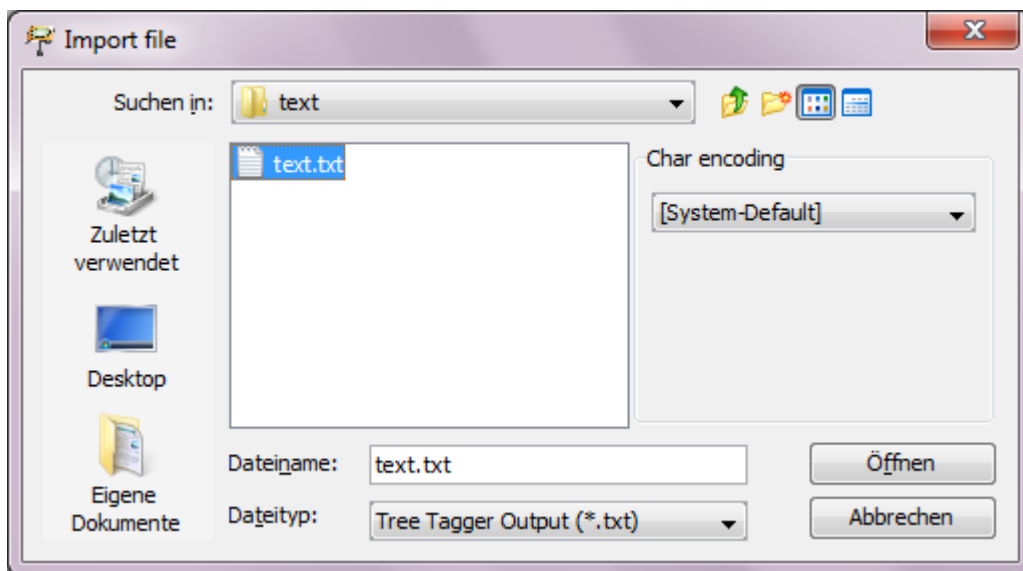 Import file
Suchen in:
text
text.txt
Char encoding
[System-Default]
Zuletzt
verwendet
Desktop
Eigene
Dokumente
Dateiname:
text.txt
Öffnen
Dateityp:
Tree Tagger Output (*.txt)
Abbrechen